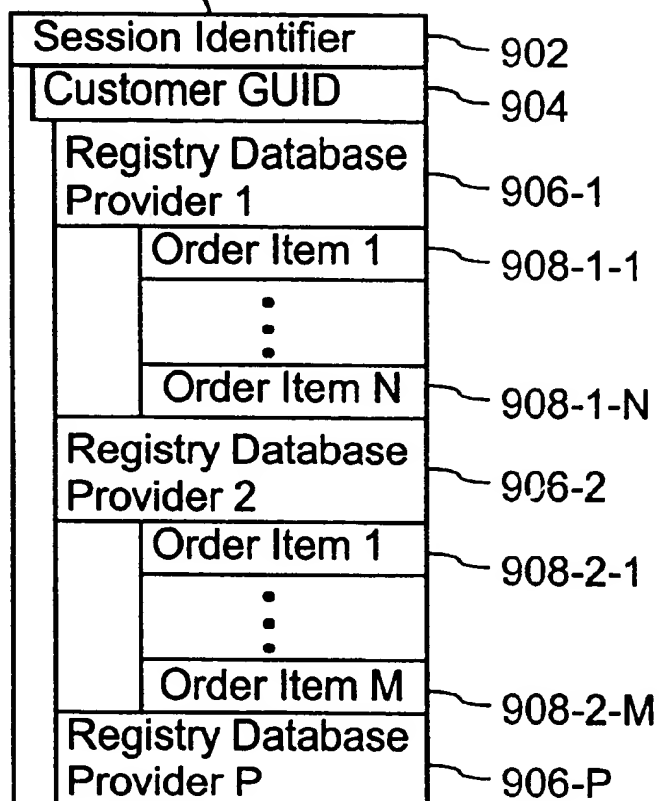 Session Identifier 902
Customer GUID 904
Registry Database
Provider 1 906-1
Order Item 1 908-1-1
Order Item N 908-1-N
Registry Database
Provider 2 906-2
Order Item 1 908-2-1
Order Item M 908-2-M
Registry Database
Provider P 906-P